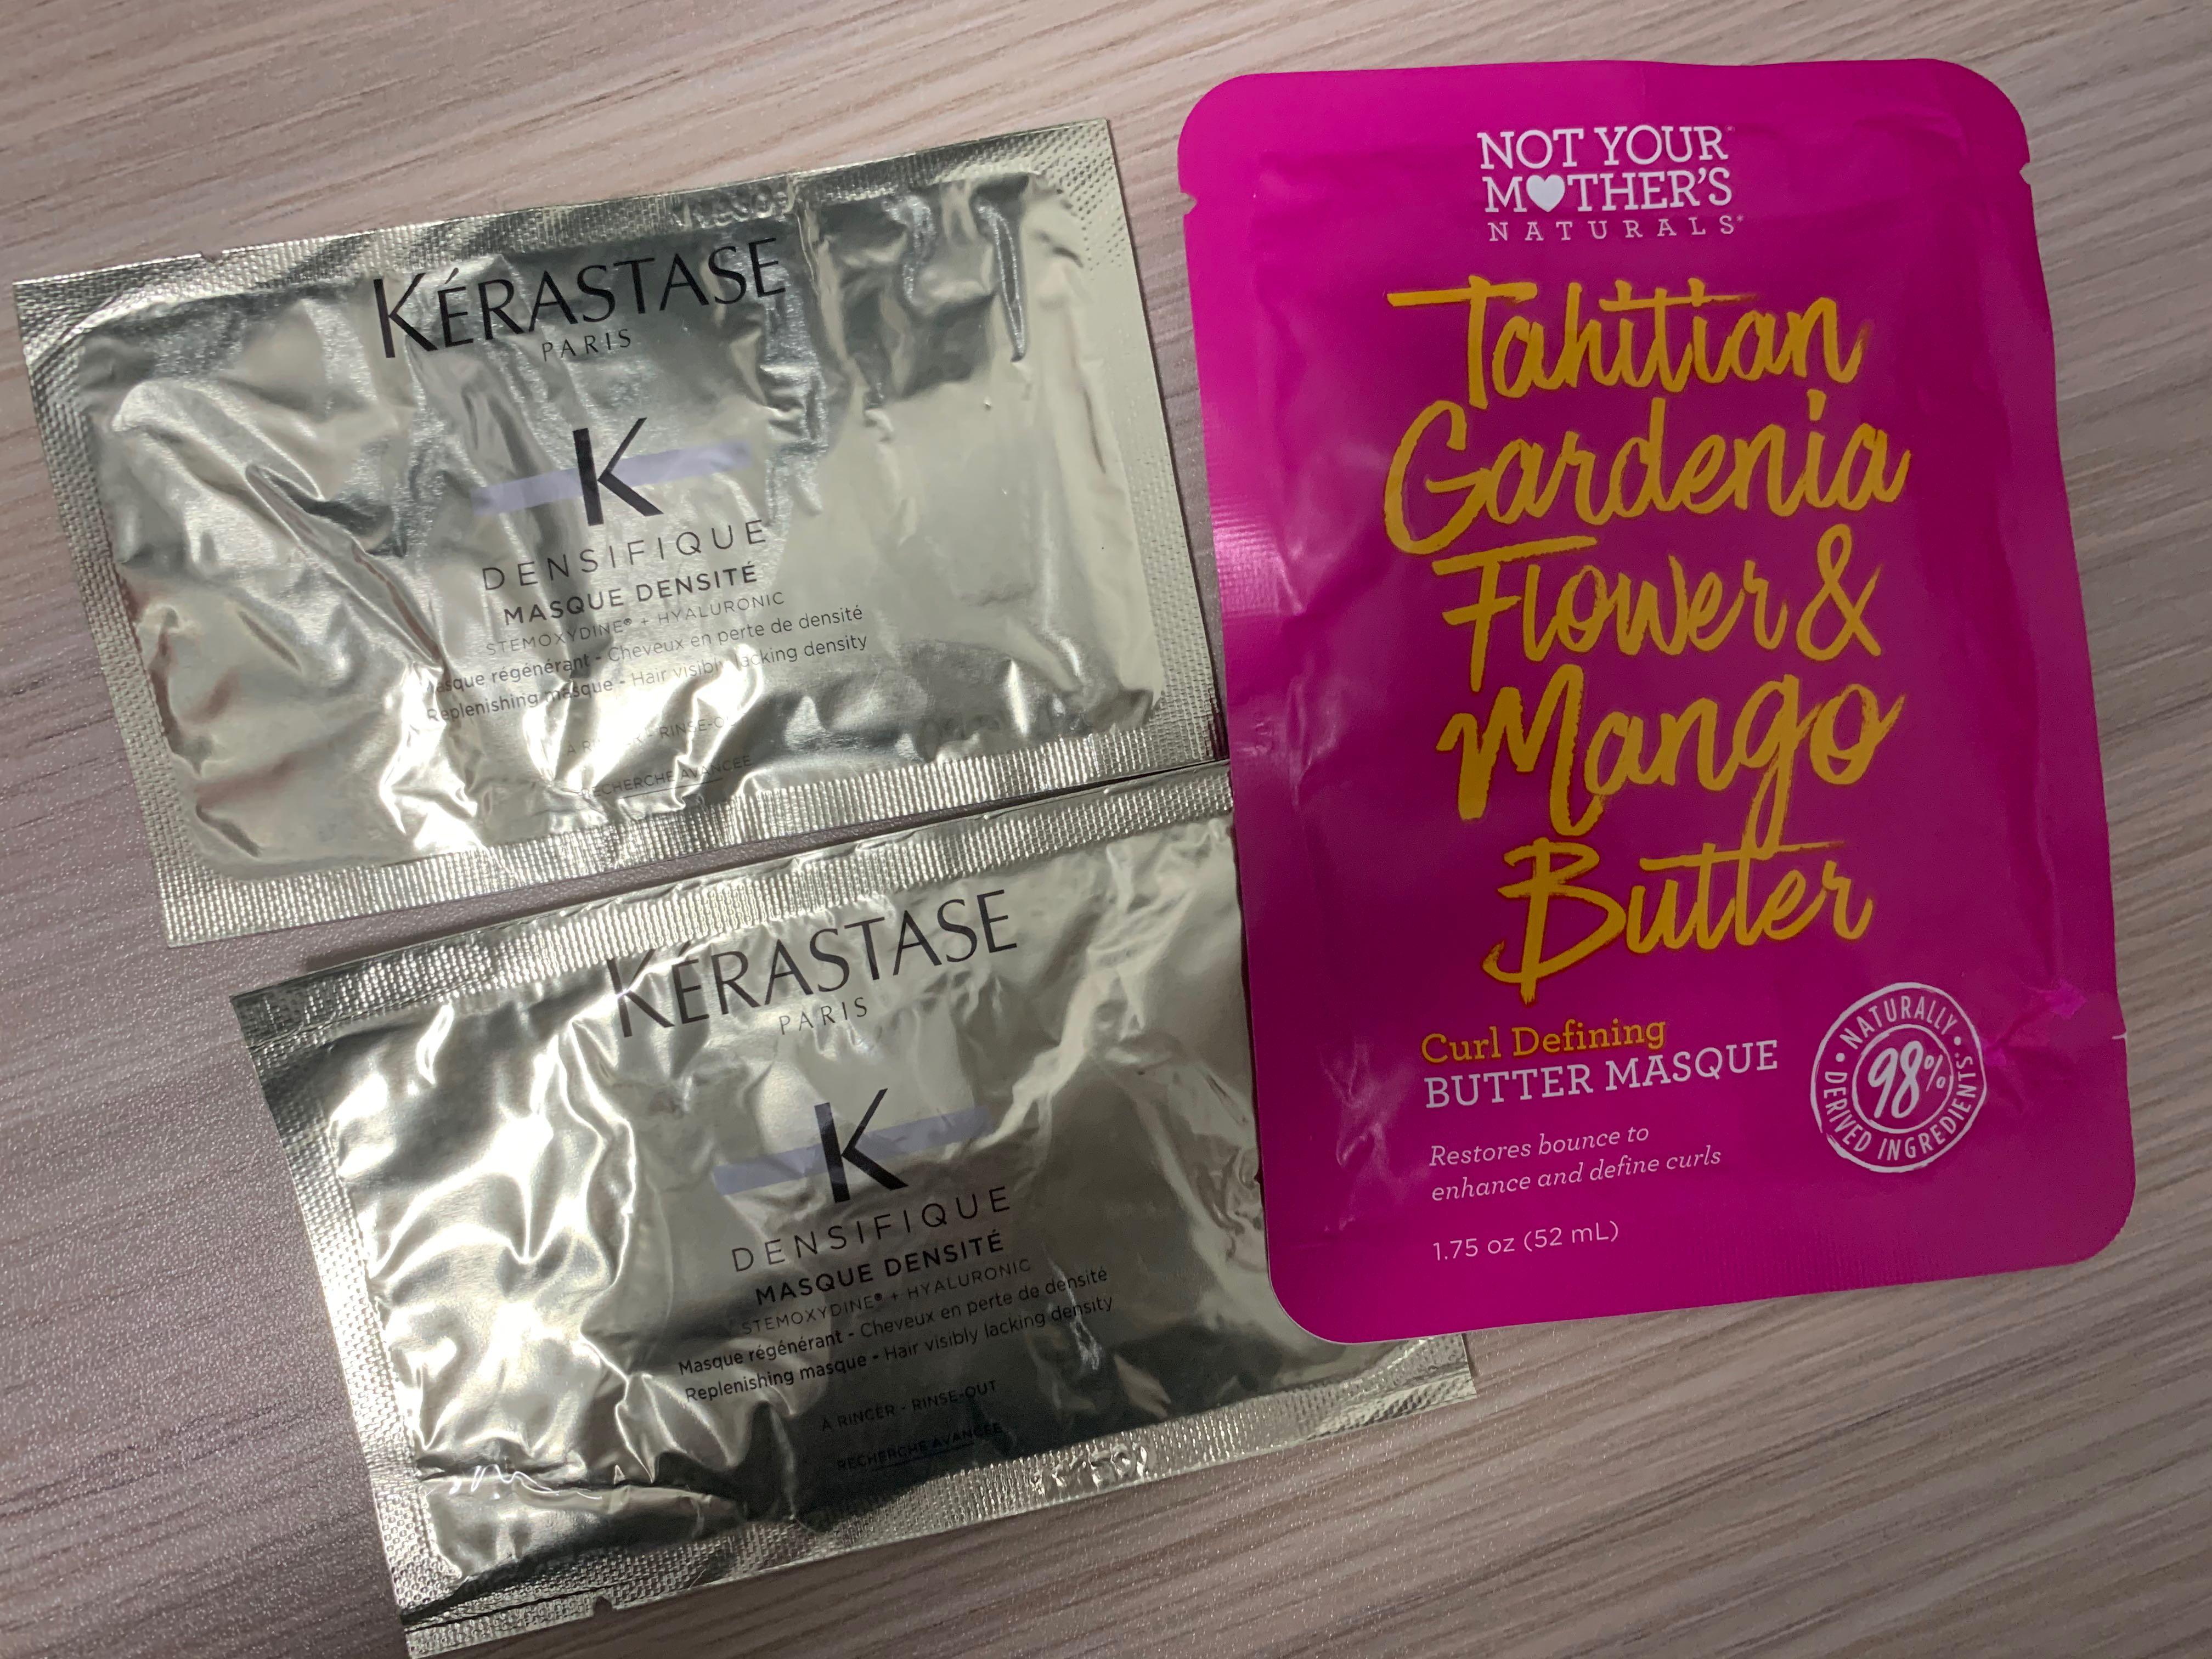 KÉRASTASE
PARIS
K
DENSIFIQUE
MASQUE DENSITÉ
STEMOXYDINE® + HYALURONIC
Masque régénérant - Cheveux en perte de densité
Replenishing masque - Hair visibly lacking density
À RINCER - RINSE-OUT
RECHERCHE AVANCÉE
KÉRASTASE
PARIS
K
DENSIFIQUE
MASQUE DENSITÉ
STEMOXYDINE® + HYALURONIC
Masque régénérant - Cheveux en perte de densité
Replenishing masque - Hair visibly lacking density
À RINCER - RINSE-OUT
RECHERCHE AVANCÉE
NOT YOUR
MOTHER'S
NATURALS®
Tahitian
Gardenia
Flower &
Mango
Butter
Curl Defining
BUTTER MASQUE
Restores bounce to
enhance and define curls
1.75 oz (52 mL)
• NATURALLY •
98%
DERIVED INGREDIENTS.